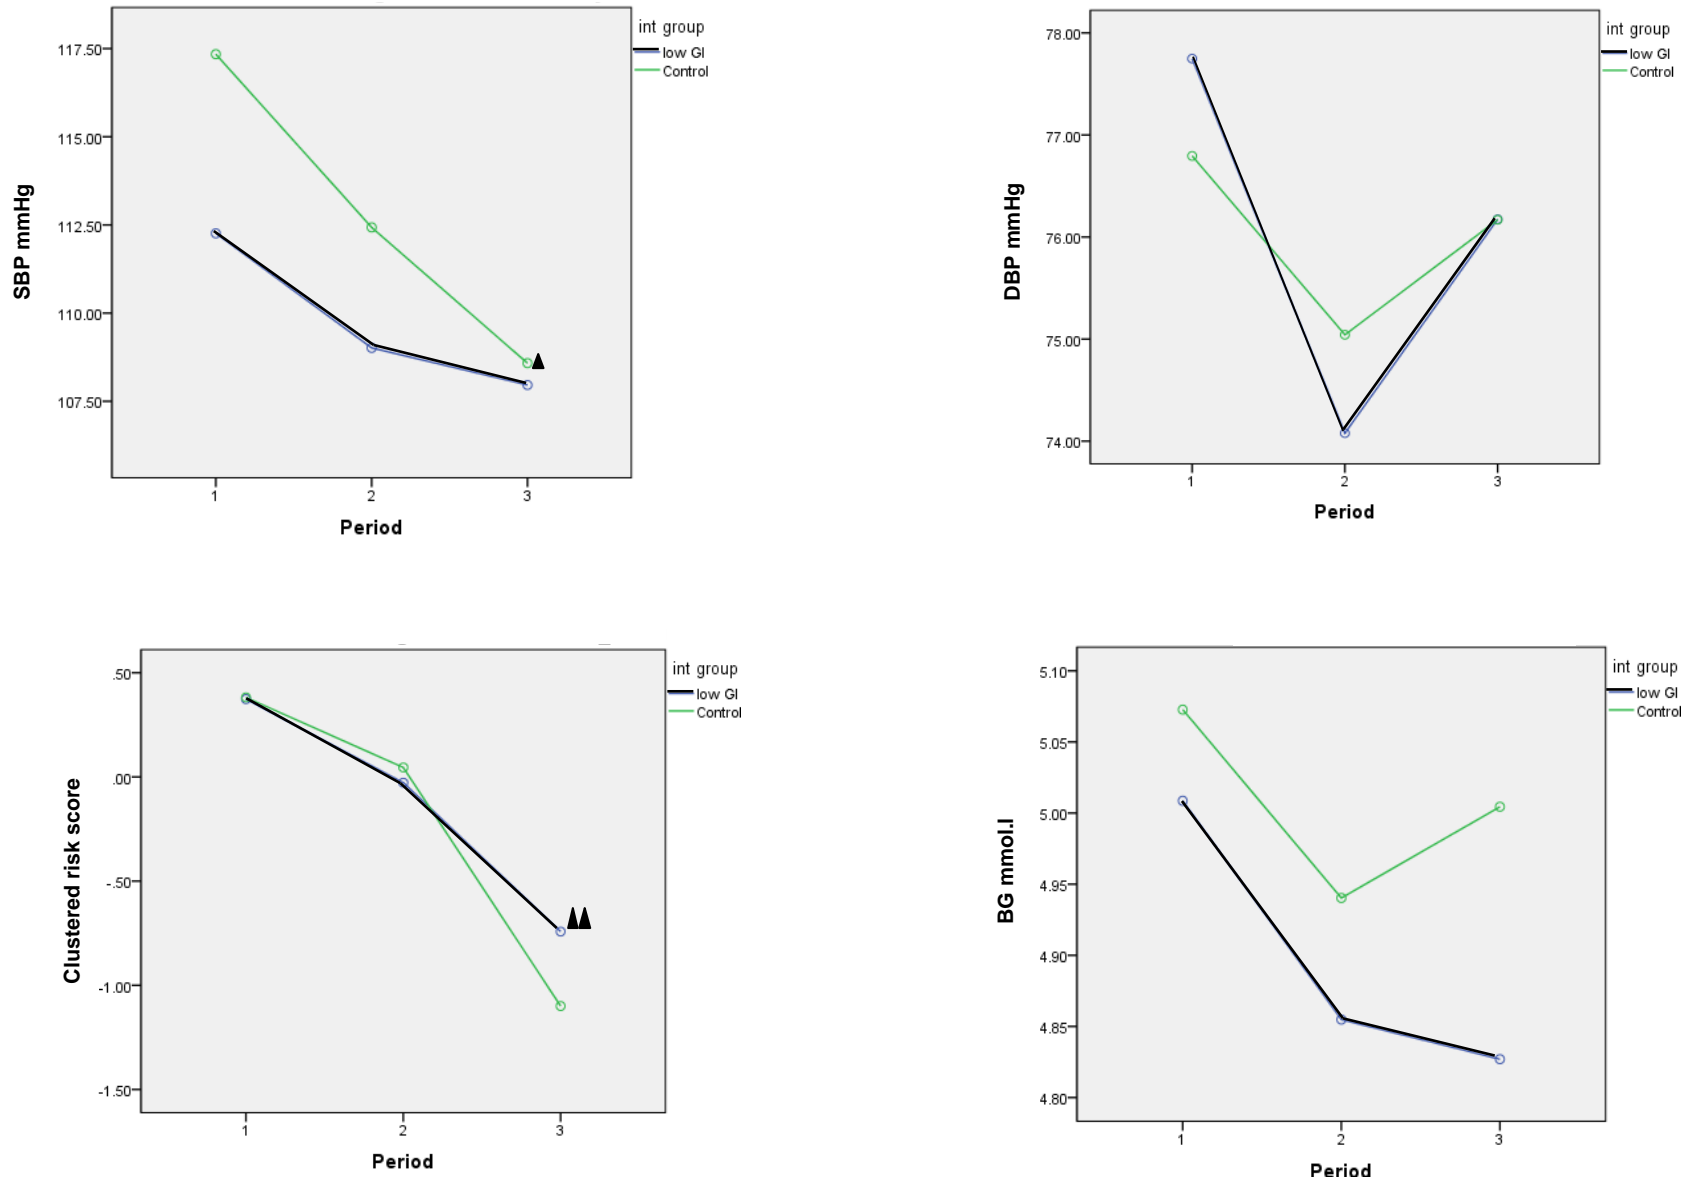 int group
low GI
Control
117.50
115.00
112.50
110.00
107.50
SBP mmHg
1 2 3
Period
int group
low GI
Control
78.00
77.00
76.00
75.00
74.00
DBP mmHg
1 2 3
Period
int group
low GI
Control
.50
.00
-.50
-1.00
-1.50
Clustered risk score
1 2 3
Period
int group
low GI
Control
5.10
5.05
5.00
4.95
4.90
4.85
4.80
BG mmol.l
1 2 3
Period